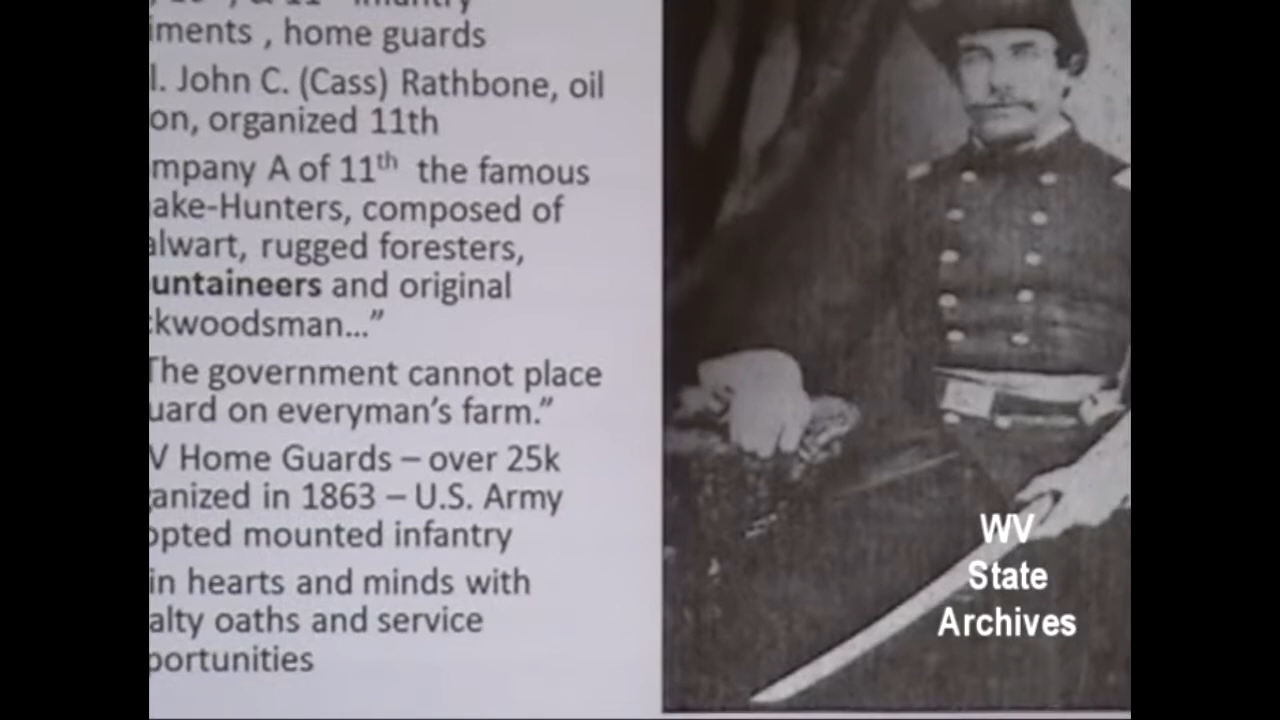 iments , home guards
l. John C. (Cass) Rathbone, oil
on, organized 11th
mpany A of 11th the famous
ake-Hunters, composed of
alwart, rugged foresters,
untaineers and original
ckwoodsman...”
The government cannot place
uard on everyman’s farm.”
V Home Guards – over 25k
ganized in 1863 – U.S. Army
opted mounted infantry
in hearts and minds with
alty oaths and service
portunities
WV
State
Archives